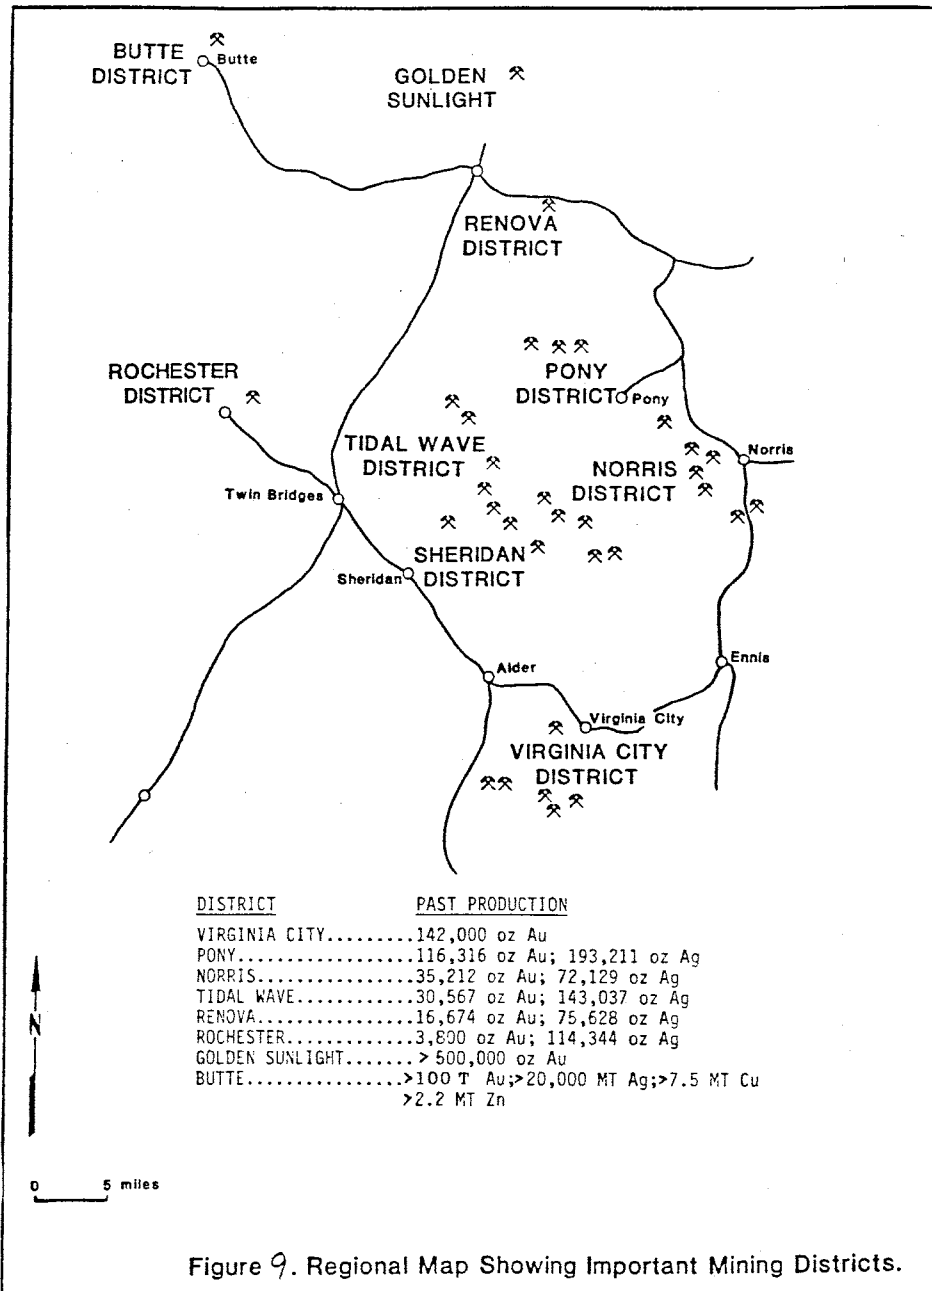 BUTTE
DISTRICT
Butte
GOLDEN
SUNLIGHT
RENOVA
DISTRICT
ROCHESTER
DISTRICT
PONY
DISTRICT
Pony
TIDAL WAVE
DISTRICT
NORRIS
DISTRICT
Norris
Twin Bridges
SHERIDAN
DISTRICT
Sheridan
Alder
Ennis
Virginia City
VIRGINIA CITY
DISTRICT
DISTRICT PAST PRODUCTION
VIRGINIA CITY.........142,000 oz Au
PONY..................116,316 oz Au; 193,211 oz Ag
NORRIS................35,212 oz Au; 72,129 oz Ag
TIDAL WAVE............30,567 oz Au; 143,037 oz Ag
RENOVA................16,674 oz Au; 75,628 oz Ag
ROCHESTER.............3,800 oz Au; 114,344 oz Ag
GOLDEN SUNLIGHT.......>500,000 oz Au
BUTTE................>100 T Au;>20,000 MT Ag;>7.5 MT Cu
>2.2 MT Zn
N
0 5 miles
Figure 9. Regional Map Showing Important Mining Districts.